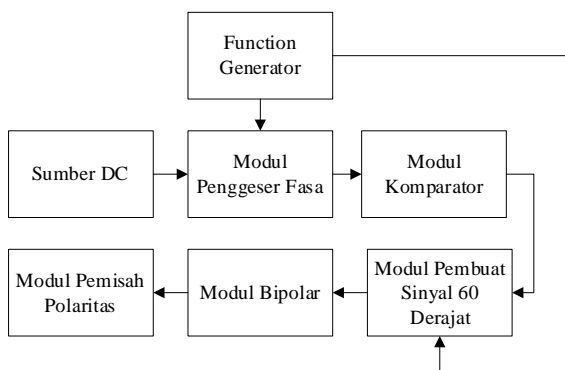 Function
Generator
Sumber DC
Modul
Penggeser Fasa
Modul
Komparator
Modul Pemisah
Polaritas
Modul Bipolar
Modul Pembuat
Sinyal 60
Derajat